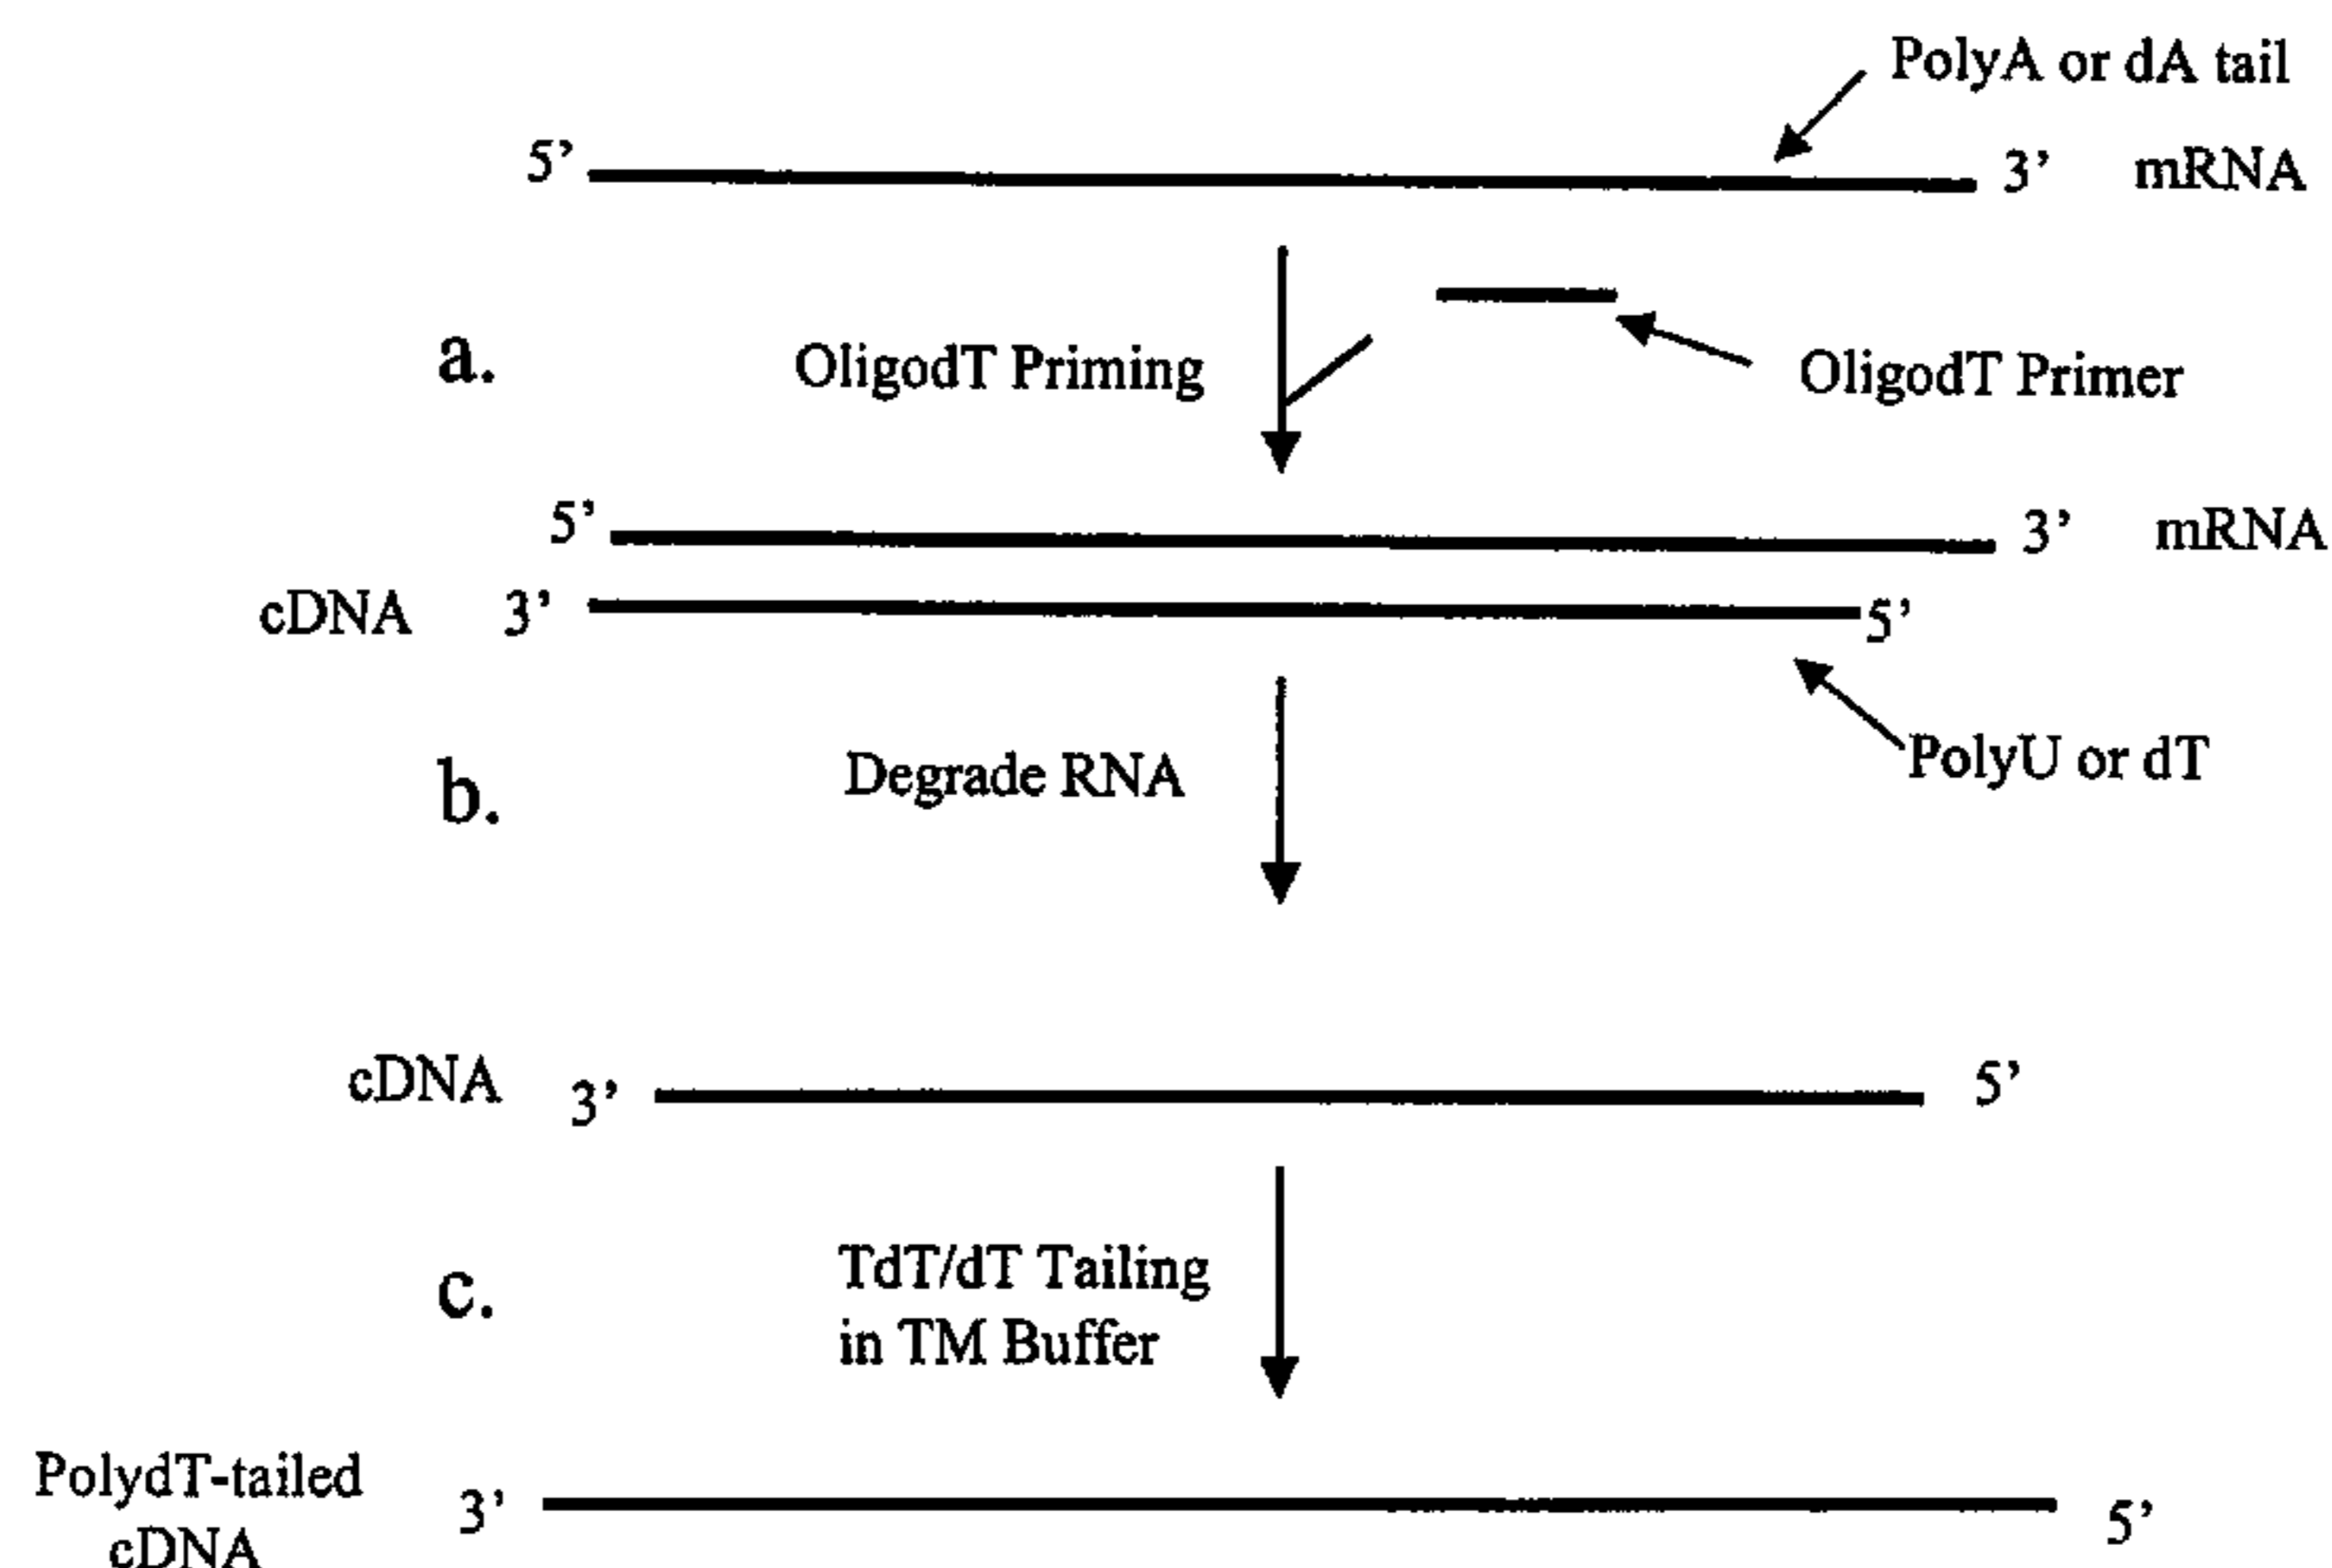 PolyA or dA tail
5’ 3’ mRNA
a. OligodT Priming OligodT Primer
5’ 3’ mRNA
cDNA 3’ 5’
PolyU or dT
b. Degrade RNA
cDNA 3’ 5’
c. TdT/dT Tailing
in TM Buffer
PolydT-tailed
cDNA
3’ 5’